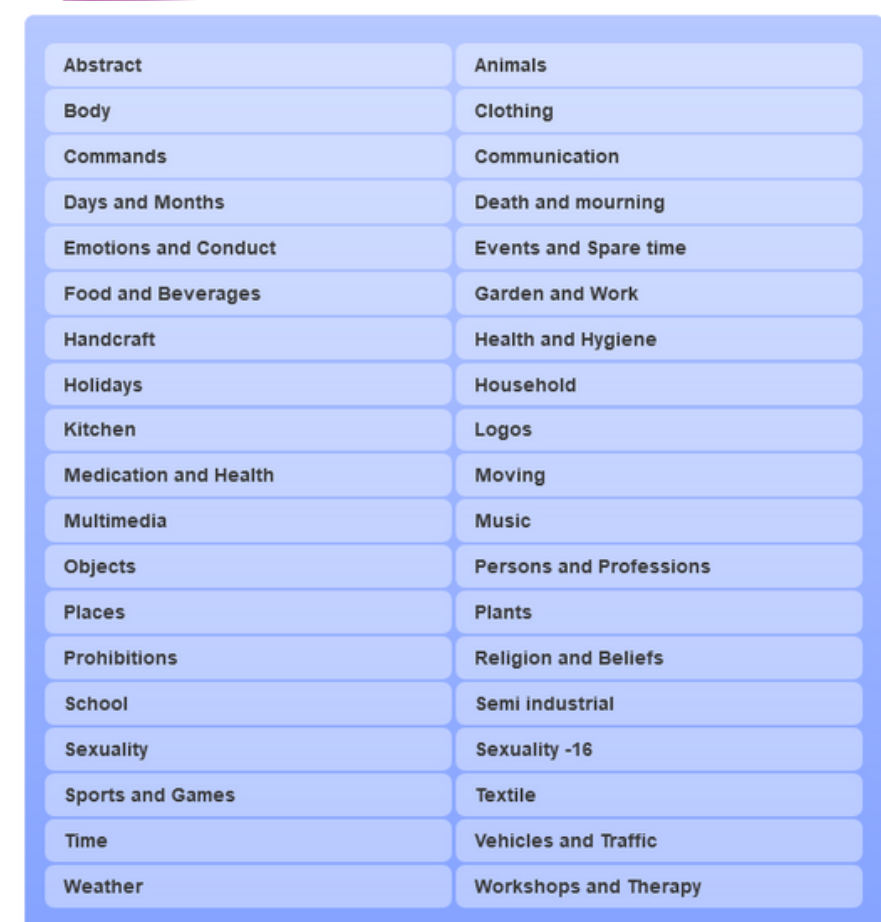 Abstract
Animals
Body
Clothing
Commands
Communication
Days and Months
Death and mourning
Emotions and Conduct
Events and Spare time
Food and Beverages
Garden and Work
Handcraft
Health and Hygiene
Holidays
Household
Kitchen
Logos
Medication and Health
Moving
Multimedia
Music
Objects
Persons and Professions
Places
Plants
Prohibitions
Religion and Beliefs
School
Semi industrial
Sexuality
Sexuality -16
Sports and Games
Textile
Time
Vehicles and Traffic
Weather
Workshops and Therapy